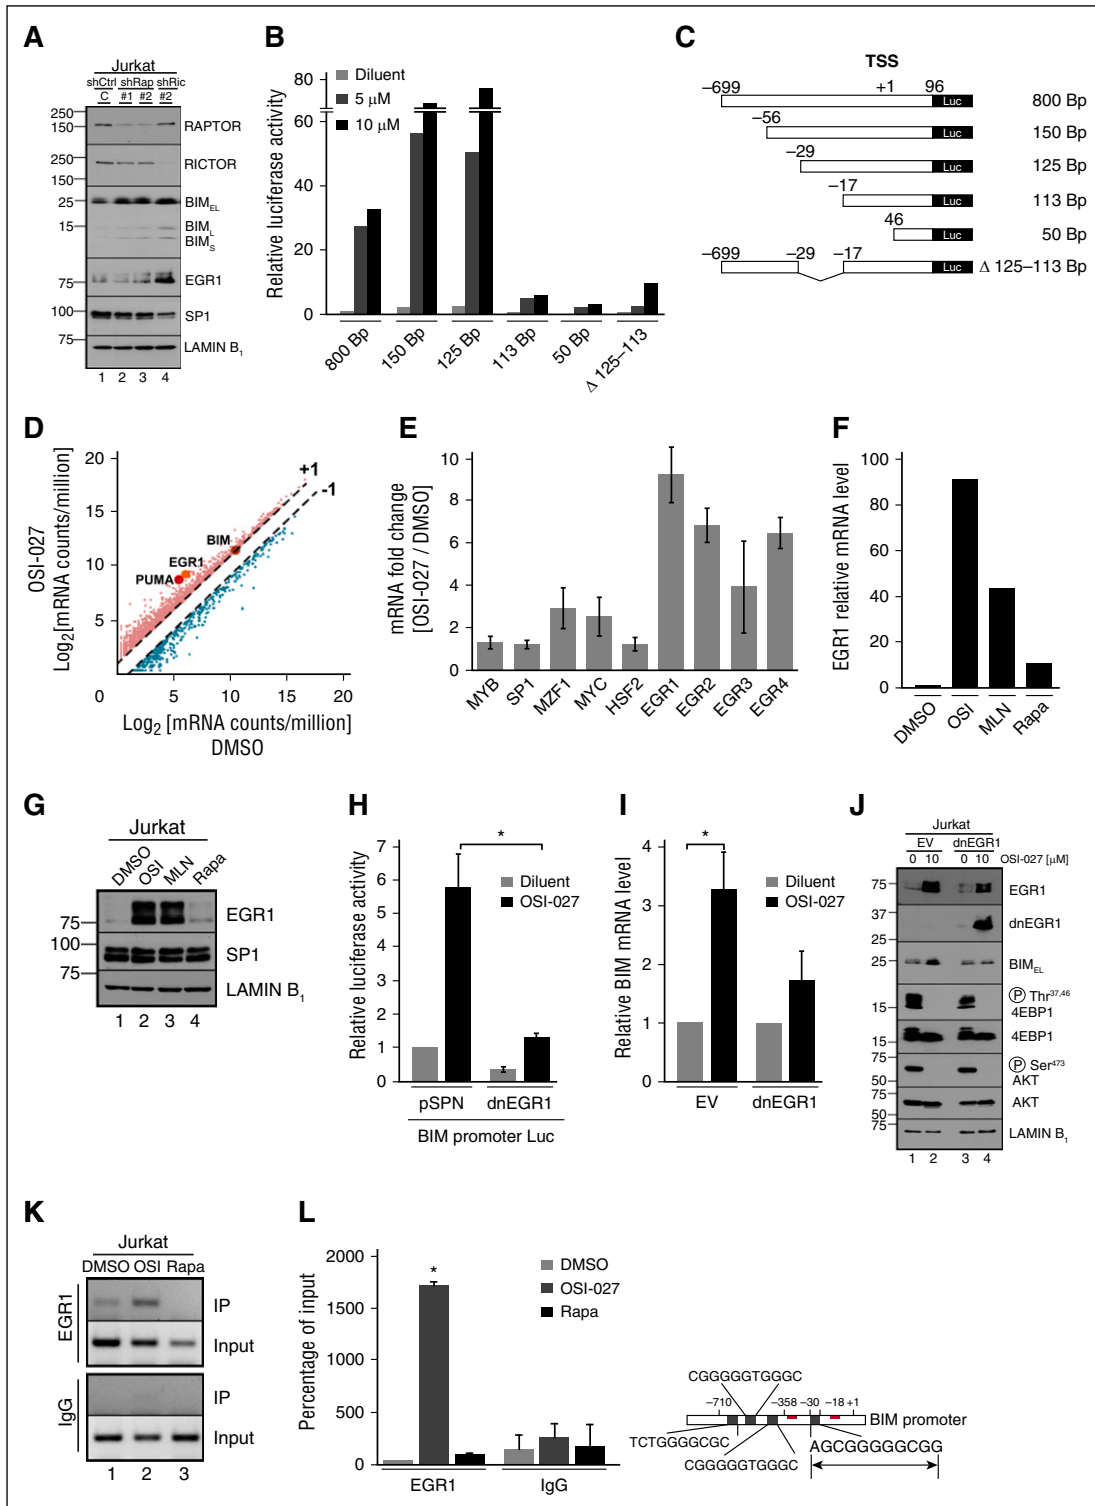 A
Jurkat
shCtrl shRap shRic
C #1 #2 #2
250
150
RAPTOR
250
150
RICTOR
25
BIM_EL
15
BIM_L
BIM_S
75
EGR1
100
SP1
75
LAMIN B₁
1 2 3 4
B
Relative luciferase activity
80
60
40
20
0
Diluent
5 μM
10 μM
800 Bp
150 Bp
125 Bp
113 Bp
50 Bp
Δ 125–113
C
TSS
−699 +1 96
Luc 800 Bp
−56
Luc 150 Bp
−29
Luc 125 Bp
−17
Luc 113 Bp
46
Luc 50 Bp
−699 −29 −17
Luc Δ 125–113 Bp
D
OSI-027
Log₂[mRNA counts/million]
20
15
10
5
0 5 10 15 20
+1
-1
BIM
EGR1
PUMA
Log₂ [mRNA counts/million]
DMSO
E
mRNA fold change
[OSI-027 / DMSO]
10
8
6
4
2
0
MYB
SP1
MZF1
MYC
HSF2
EGR1
EGR2
EGR3
EGR4
F
EGR1 relative mRNA level
100
80
60
40
20
0
DMSO
OSI
MLN
Rapa
G
Jurkat
DMSO
OSI
MLN
Rapa
75
EGR1
100
SP1
75
LAMIN B₁
1 2 3 4
H
Relative luciferase activity
7
6
5
4
3
2
1
0
*
Diluent
OSI-027
pSPN dnEGR1
BIM promoter Luc
I
Relative BIM mRNA level
4
3
2
1
0
*
Diluent
OSI-027
EV dnEGR1
J
Jurkat
EV dnEGR1
0 10 0 10 OSI-027 [μM]
75
EGR1
37
25
dnEGR1
25
BIM_EL
15
Ⓟ Thr³⁷,⁴⁶
4EBP1
15
4EBP1
75
50
Ⓟ Ser⁴⁷³
AKT
75
50
AKT
75
LAMIN B₁
1 2 3 4
K
Jurkat
DMSO OSI Rapa
EGR1
IP
Input
IgG
IP
Input
1 2 3
L
Percentage of input
2000
1500
1000
500
0
*
DMSO
OSI-027
Rapa
EGR1 IgG
CGGGGGTGGGC
−710 −358 −30 −18 +1
BIM promoter
TCTGGGGCGC
CGGGGGTGGGC
AGCGGGGGCGG